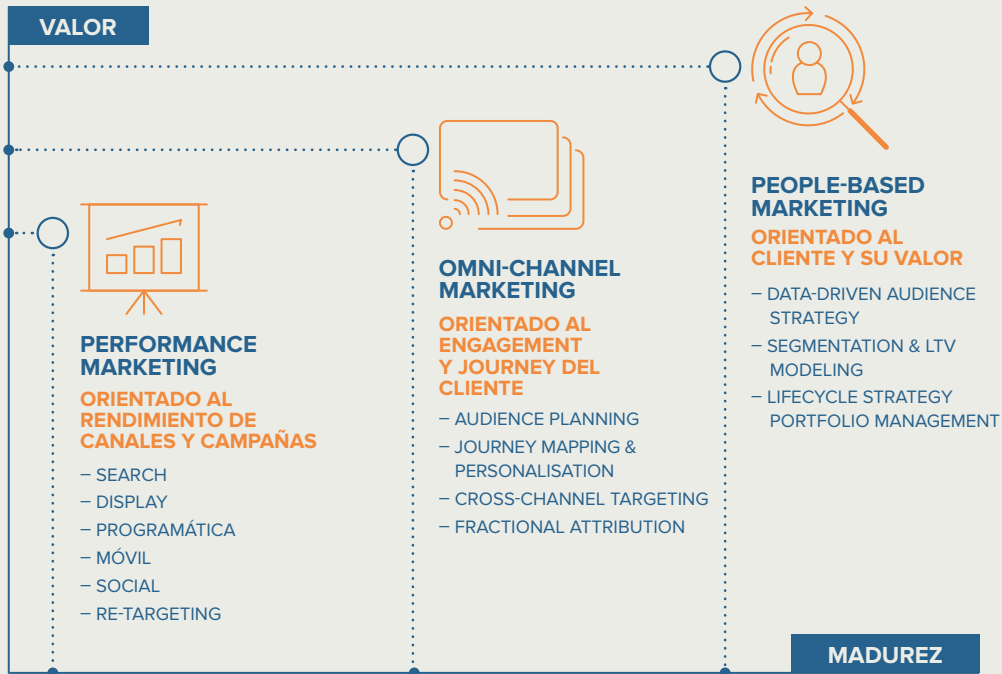 VALOR
PERFORMANCE
MARKETING
ORIENTADO AL
RENDIMIENTO DE
CANALES Y CAMPAÑAS
– SEARCH
– DISPLAY
– PROGRAMÁTICA
– MÓVIL
– SOCIAL
– RE-TARGETING
OMNI-CHANNEL
MARKETING
ORIENTADO AL
ENGAGEMENT
Y JOURNEY DEL
CLIENTE
– AUDIENCE PLANNING
– JOURNEY MAPPING &
PERSONALISATION
– CROSS-CHANNEL TARGETING
– FRACTIONAL ATTRIBUTION
PEOPLE-BASED
MARKETING
ORIENTADO AL
CLIENTE Y SU VALOR
– DATA-DRIVEN AUDIENCE
STRATEGY
– SEGMENTATION & LTV
MODELING
– LIFECYCLE STRATEGY
PORTFOLIO MANAGEMENT
MADUREZ